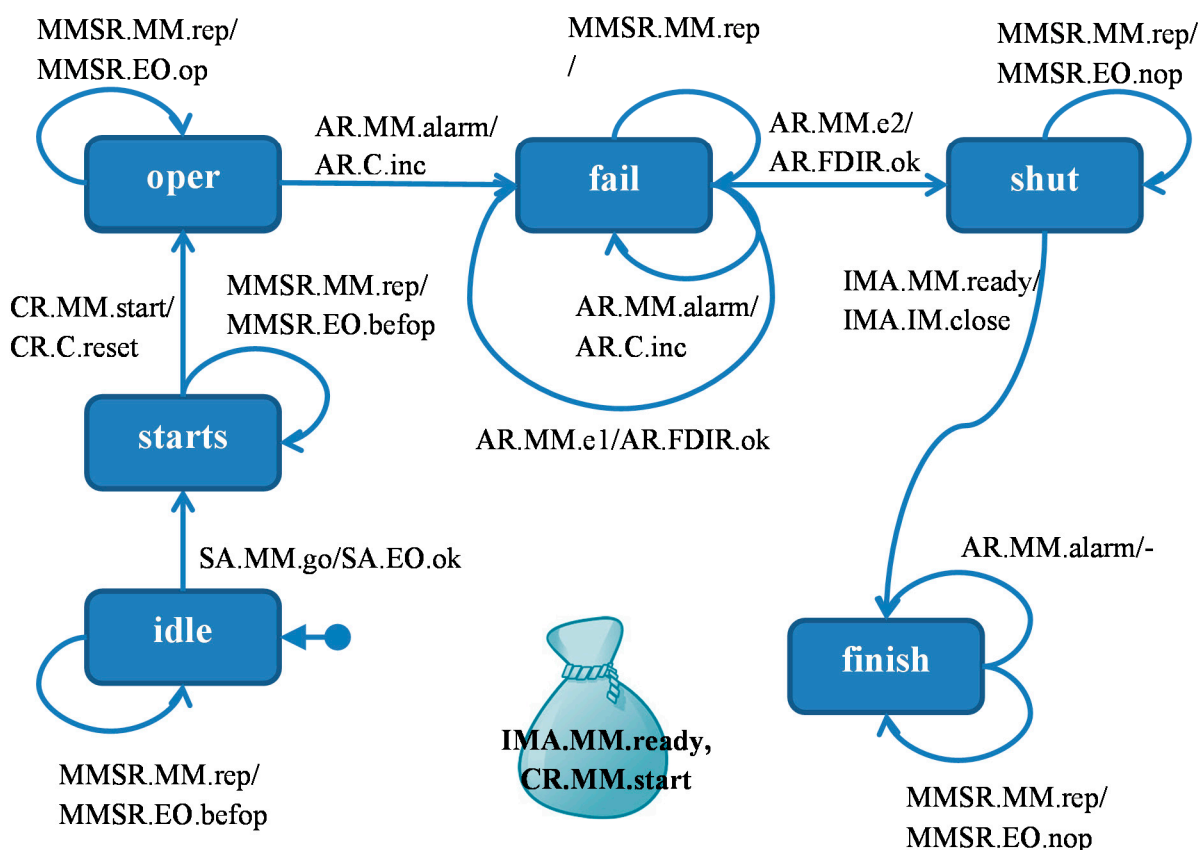 MMSR.MM.rep/
MMSR.EO.op
MMSR.MM.rep
/
MMSR.MM.rep/
MMSR.EO.nop
AR.MM.alarm/
AR.C.inc
AR.MM.e2/
AR.FDIR.ok
oper
fail
shut
CR.MM.start/
CR.C.reset
MMSR.MM.rep/
MMSR.EO.befop
AR.MM.alarm/
AR.C.inc
IMA.MM.ready/
IMA.IM.close
starts
AR.MM.e1/AR.FDIR.ok
SA.MM.go/SA.EO.ok
AR.MM.alarm/-
idle
finish
IMA.MM.ready,
CR.MM.start
MMSR.MM.rep/
MMSR.EO.befop
MMSR.MM.rep/
MMSR.EO.nop